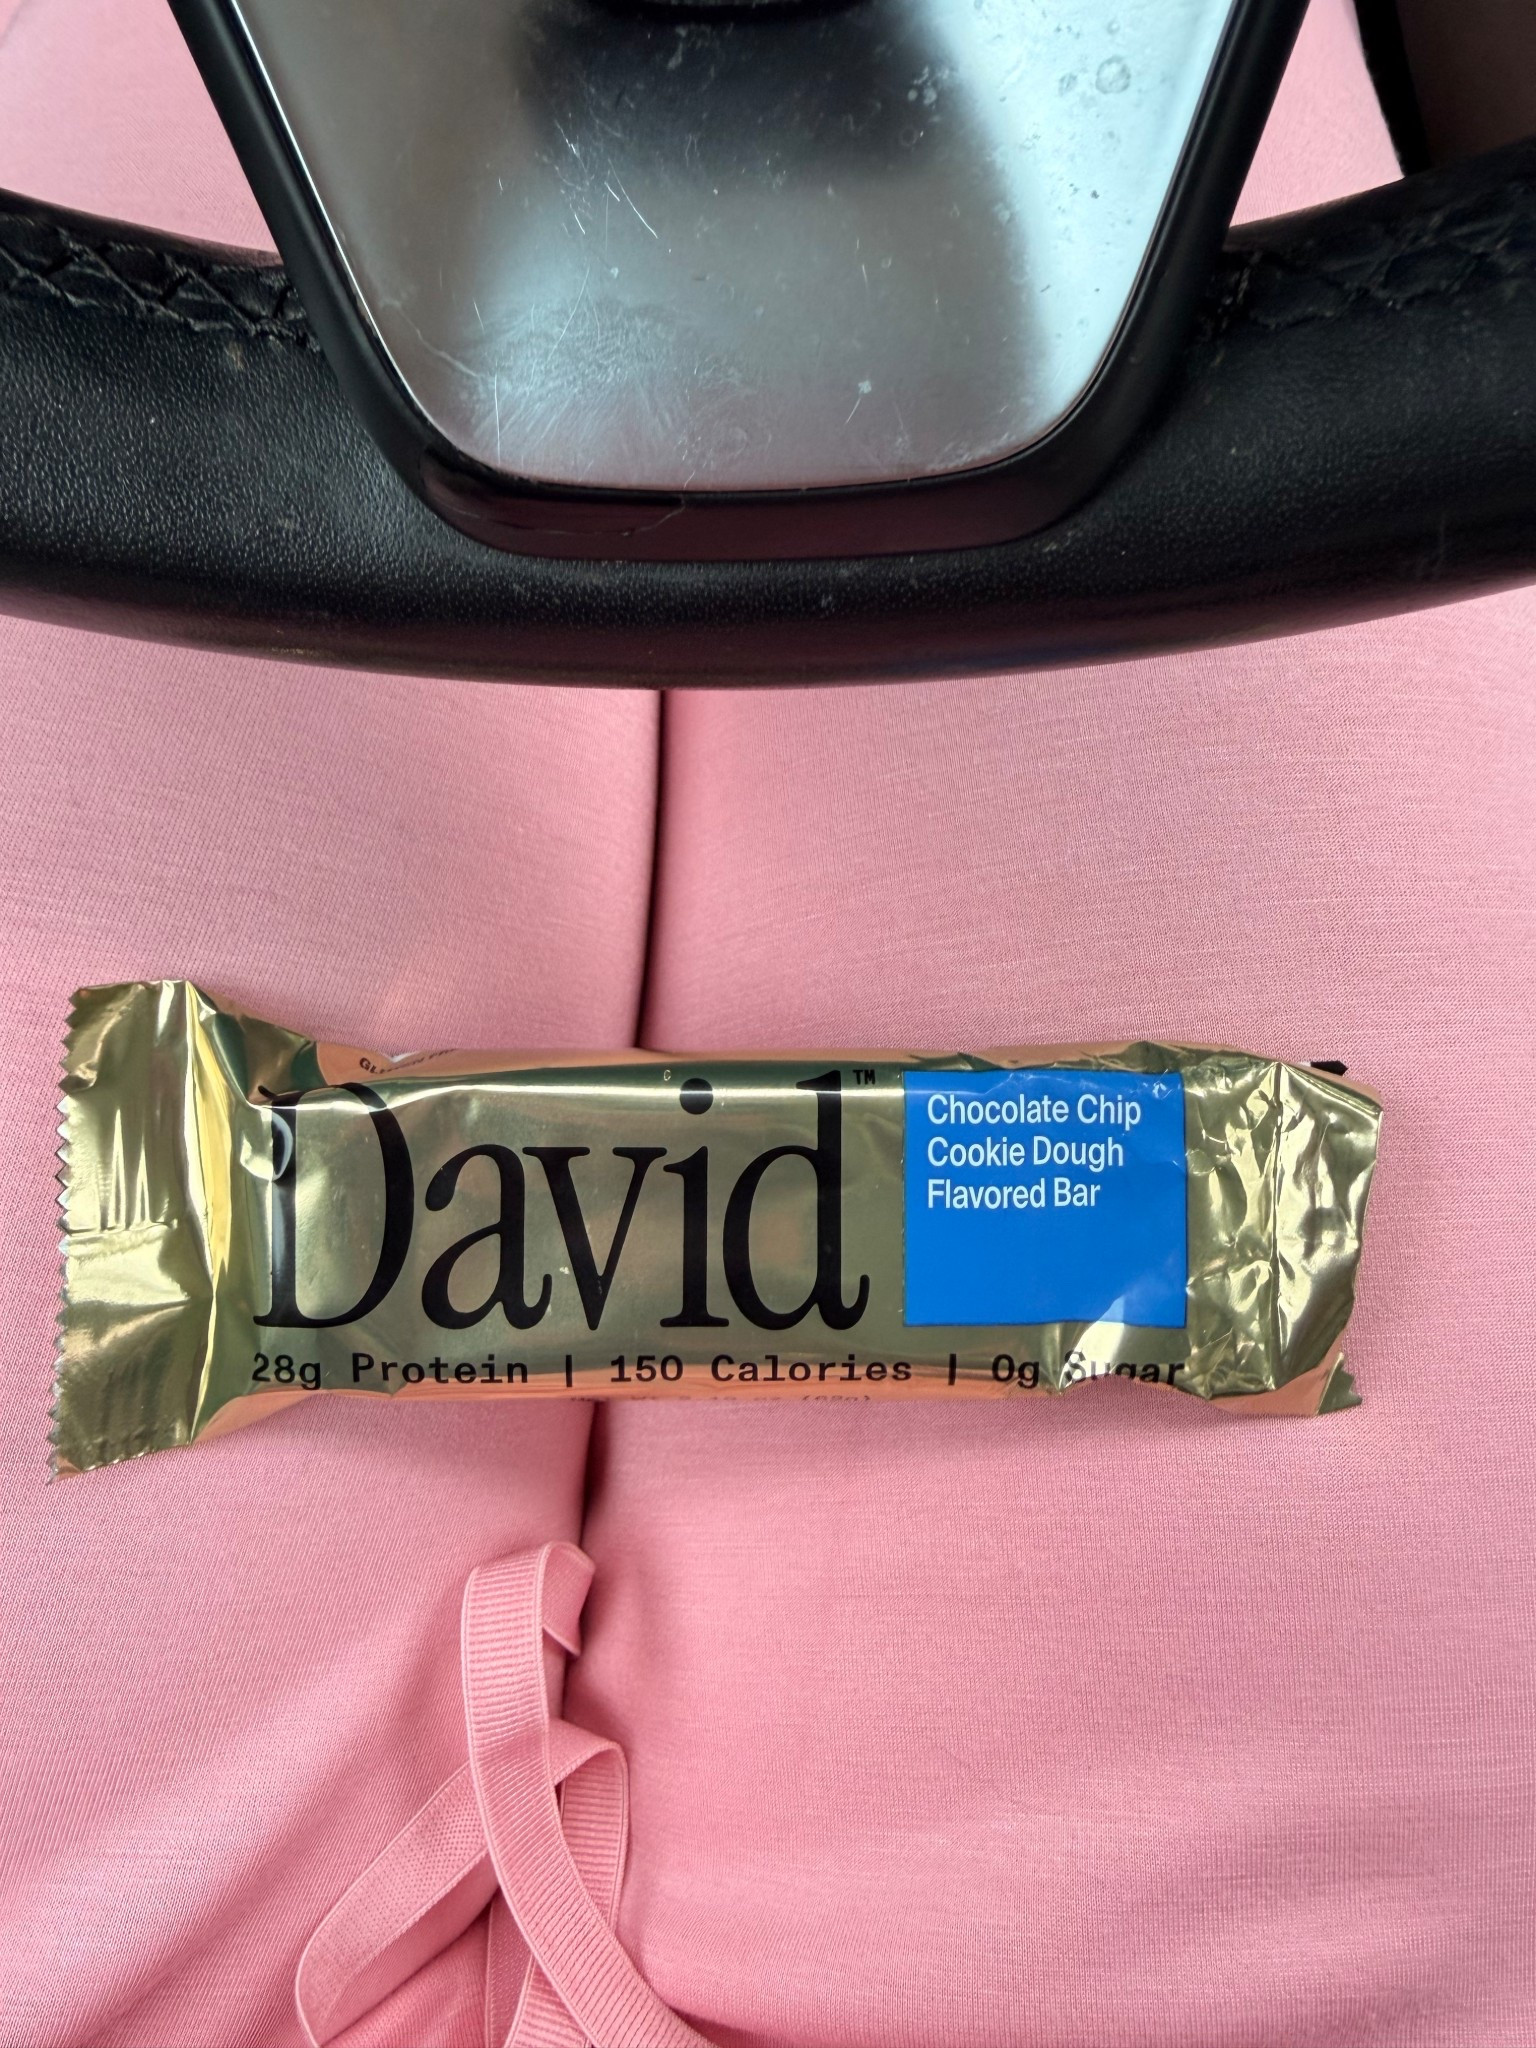 David™
Chocolate Chip
Cookie Dough
Flavored Bar
28g Protein | 150 Calories | 0g Sugar